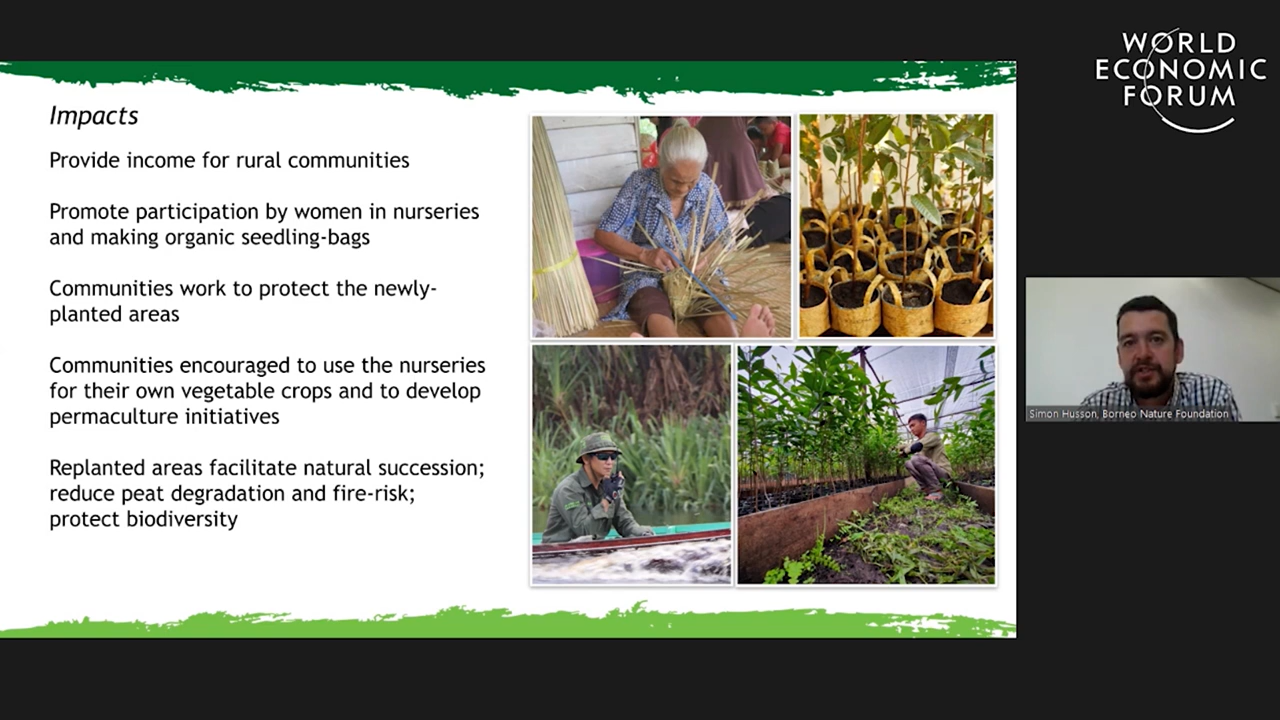 WORLD
ECONOMIC
FORUM
Impacts
Provide income for rural communities
Promote participation by women in nurseries
and making organic seedling-bags
Communities work to protect the newly-
planted areas
Communities encouraged to use the nurseries
for their own vegetable crops and to develop
permaculture initiatives
Replanted areas facilitate natural succession;
reduce peat degradation and fire-risk;
protect biodiversity
Simon Husson, Borneo Nature Foundation